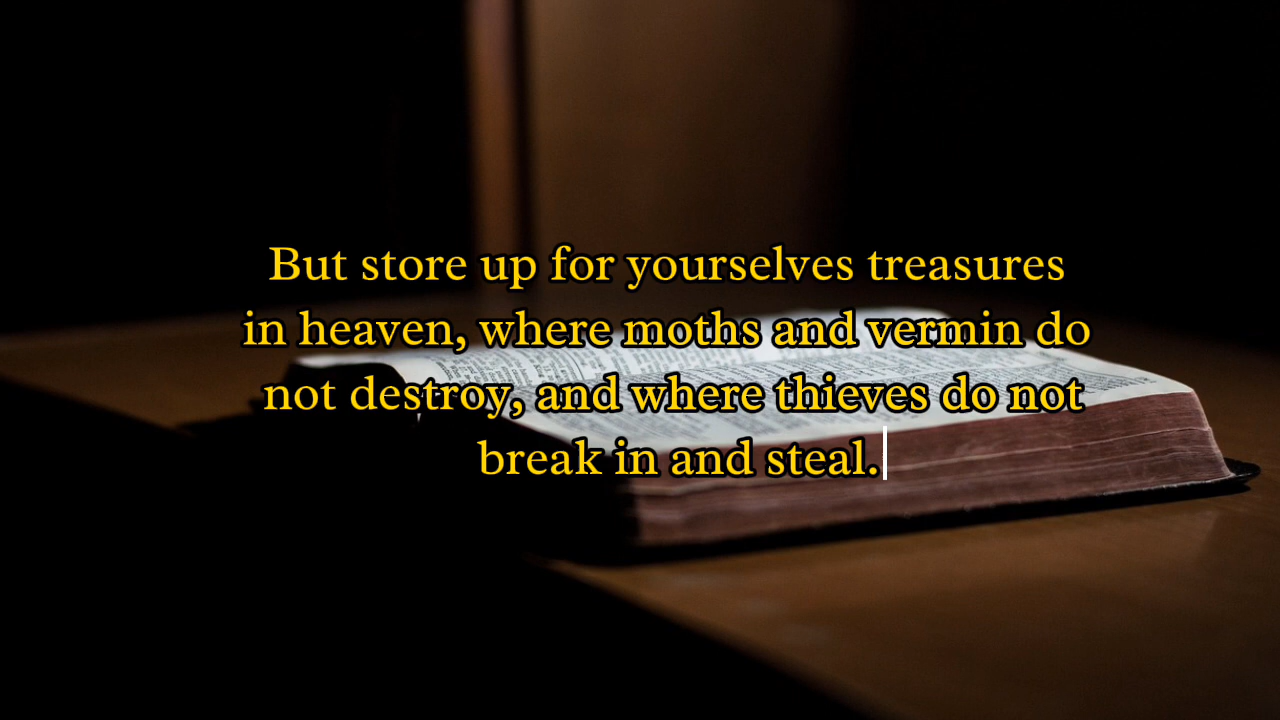 But store up for yourselves treasures
in heaven, where moths and vermin do
not destroy, and where thieves do not
break in and steal.